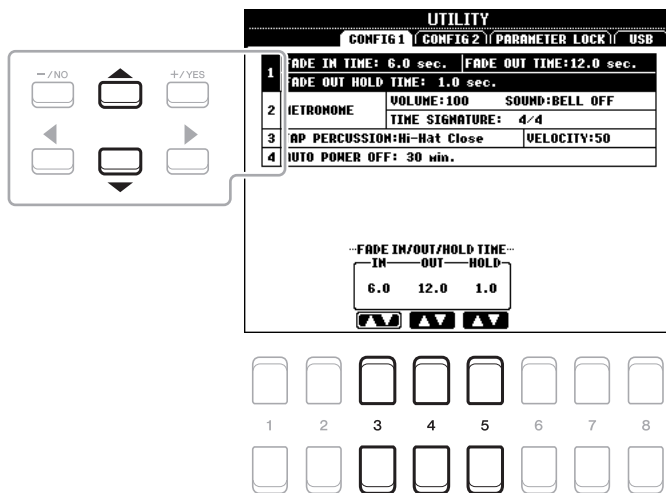 UTILITY
CONFIG 1 CONFIG 2 PARAMETER LOCK USB
-/NO +/YES
1 FADE IN TIME: 6.0 sec. FADE OUT TIME:12.0 sec.
FADE OUT HOLD TIME: 1.0 sec.
2 METRONOME VOLUME:100 SOUND:BELL OFF
TIME SIGNATURE: 4/4
3 TAP PERCUSSION:Hi-Hat Close VELOCITY:50
4 AUTO POWER OFF: 30 min.
FADE IN/OUT/HOLD TIME
IN OUT HOLD
6.0 12.0 1.0
1 2 3 4 5 6 7 8